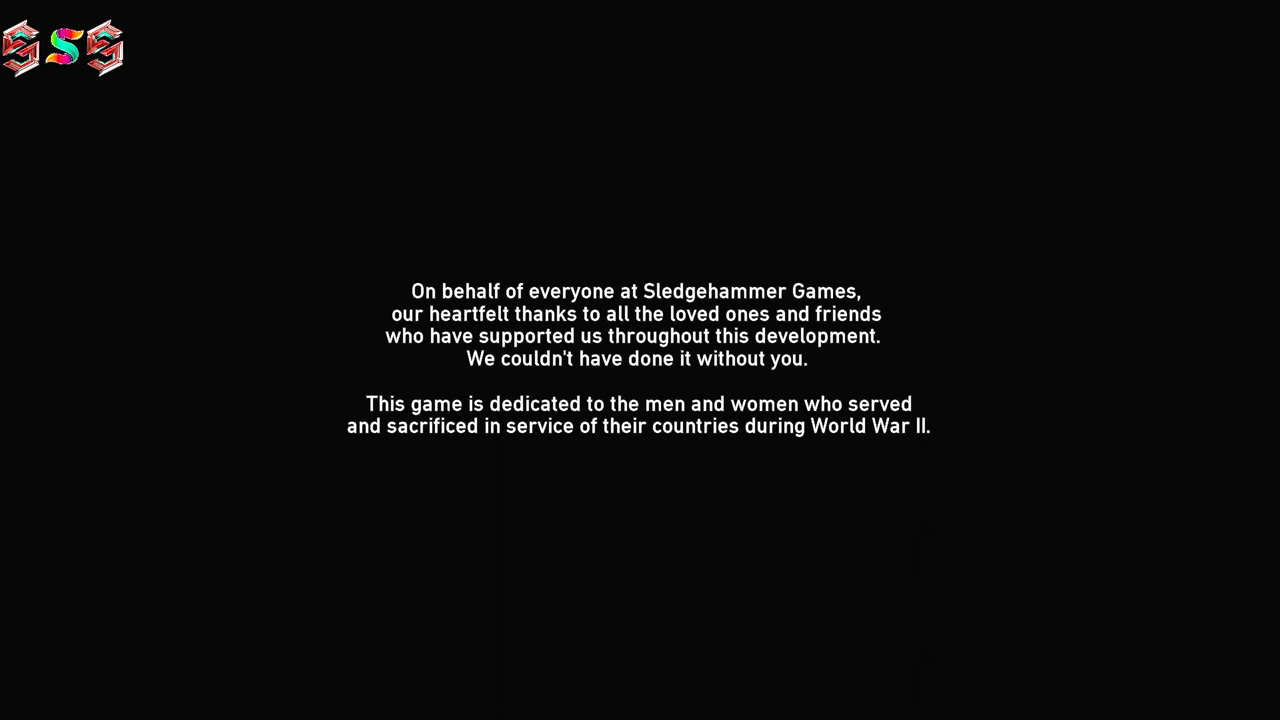 SSS
On behalf of everyone at Sledgehammer Games,
our heartfelt thanks to all the loved ones and friends
who have supported us throughout this development.
We couldn't have done it without you.
This game is dedicated to the men and women who served
and sacrificed in service of their countries during World War II.